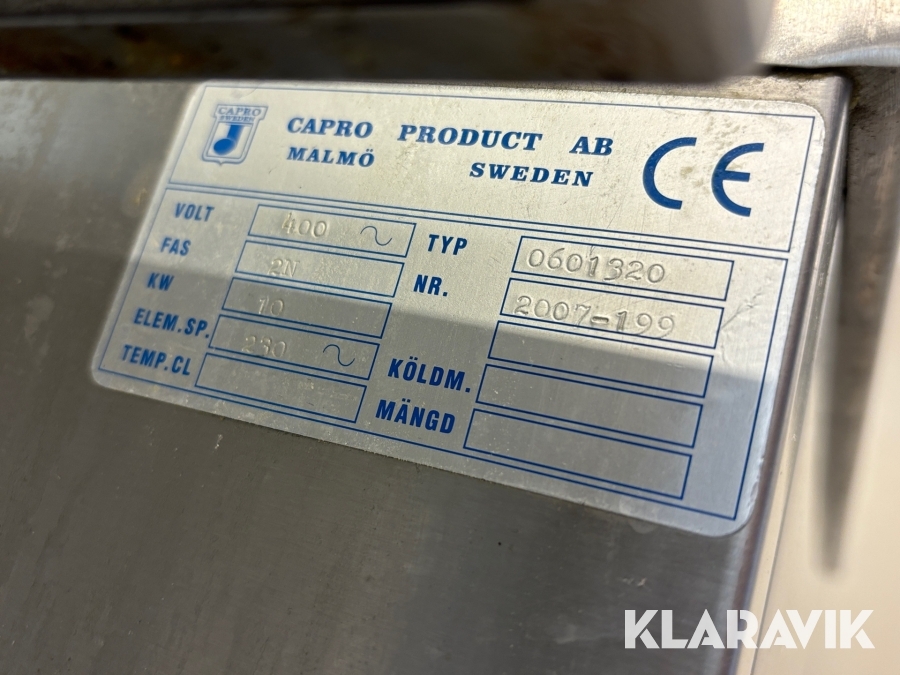 CAPRO
SWEDEN
CAPRO PRODUCT AB
MALMÖ SWEDEN
CE
VOLT 400 ~
FAS 2N
KW 10
ELEM.SP. 230 ~
TEMP.CL
TYP 0601320
NR. 2007-199
KÖLDM.
MÄNGD
KLARAVIK